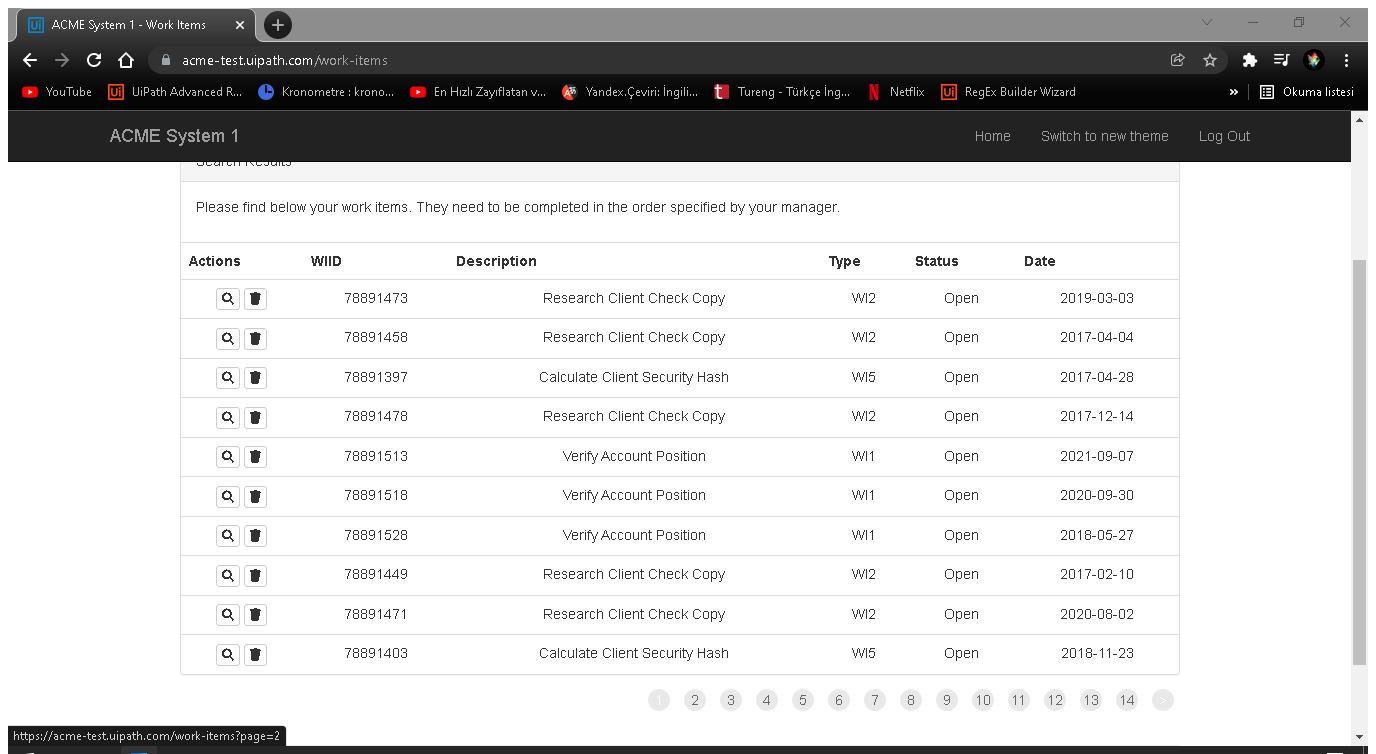 ACME System 1 - Work Items
acme-test.uipath.com/work-items
YouTube UiPath Advanced R... Kronometre : krono... En Hızlı Zayıflatan v... Yandex.Çeviri: İngili... Tureng - Türkçe İng... Netflix RegEx Builder Wizard » Okuma listesi
ACME System 1 Home Switch to new theme Log Out
Search Results
Please find below your work items. They need to be completed in the order specified by your manager.
Actions WIID Description Type Status Date
78891473 Research Client Check Copy WI2 Open 2019-03-03
78891458 Research Client Check Copy WI2 Open 2017-04-04
78891397 Calculate Client Security Hash WI5 Open 2017-04-28
78891478 Research Client Check Copy WI2 Open 2017-12-14
78891513 Verify Account Position WI1 Open 2021-09-07
78891518 Verify Account Position WI1 Open 2020-09-30
78891528 Verify Account Position WI1 Open 2018-05-27
78891449 Research Client Check Copy WI2 Open 2017-02-10
78891471 Research Client Check Copy WI2 Open 2020-08-02
78891403 Calculate Client Security Hash WI5 Open 2018-11-23
1 2 3 4 5 6 7 8 9 10 11 12 13 14 >
https://acme-test.uipath.com/work-items?page=2